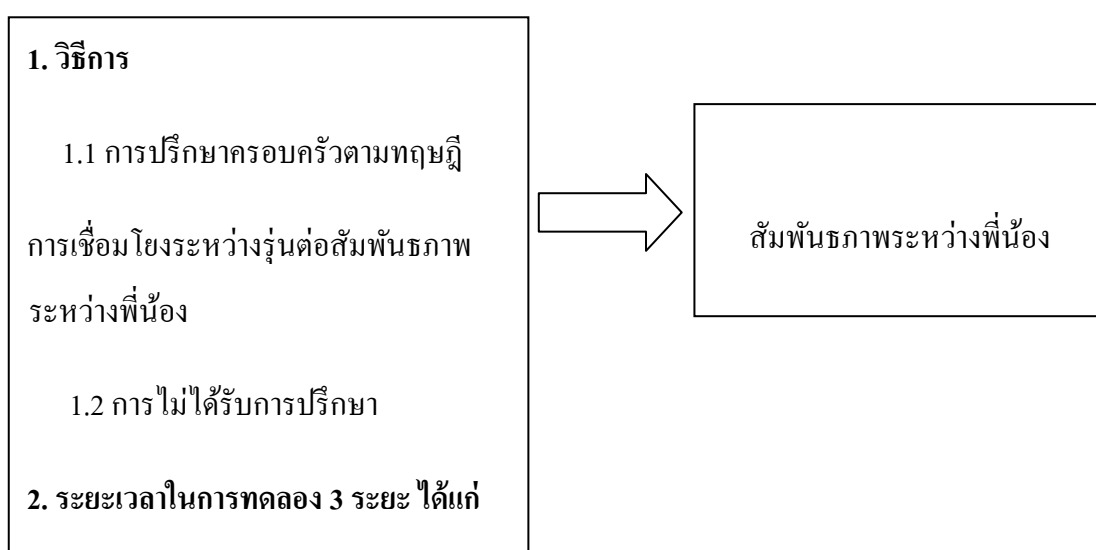 1. วิธีการ
1.1 การปรึกษาครอบครัวตามทฤษฎี
การเชื่อมโยงระหว่างรุ่นต่อสัมพันธภาพ
ระหว่างพี่น้อง
1.2 การไม่ได้รับการปรึกษา
2. ระยะเวลาในการทดลอง 3 ระยะ ได้แก่
สัมพันธภาพระหว่างพี่น้อง